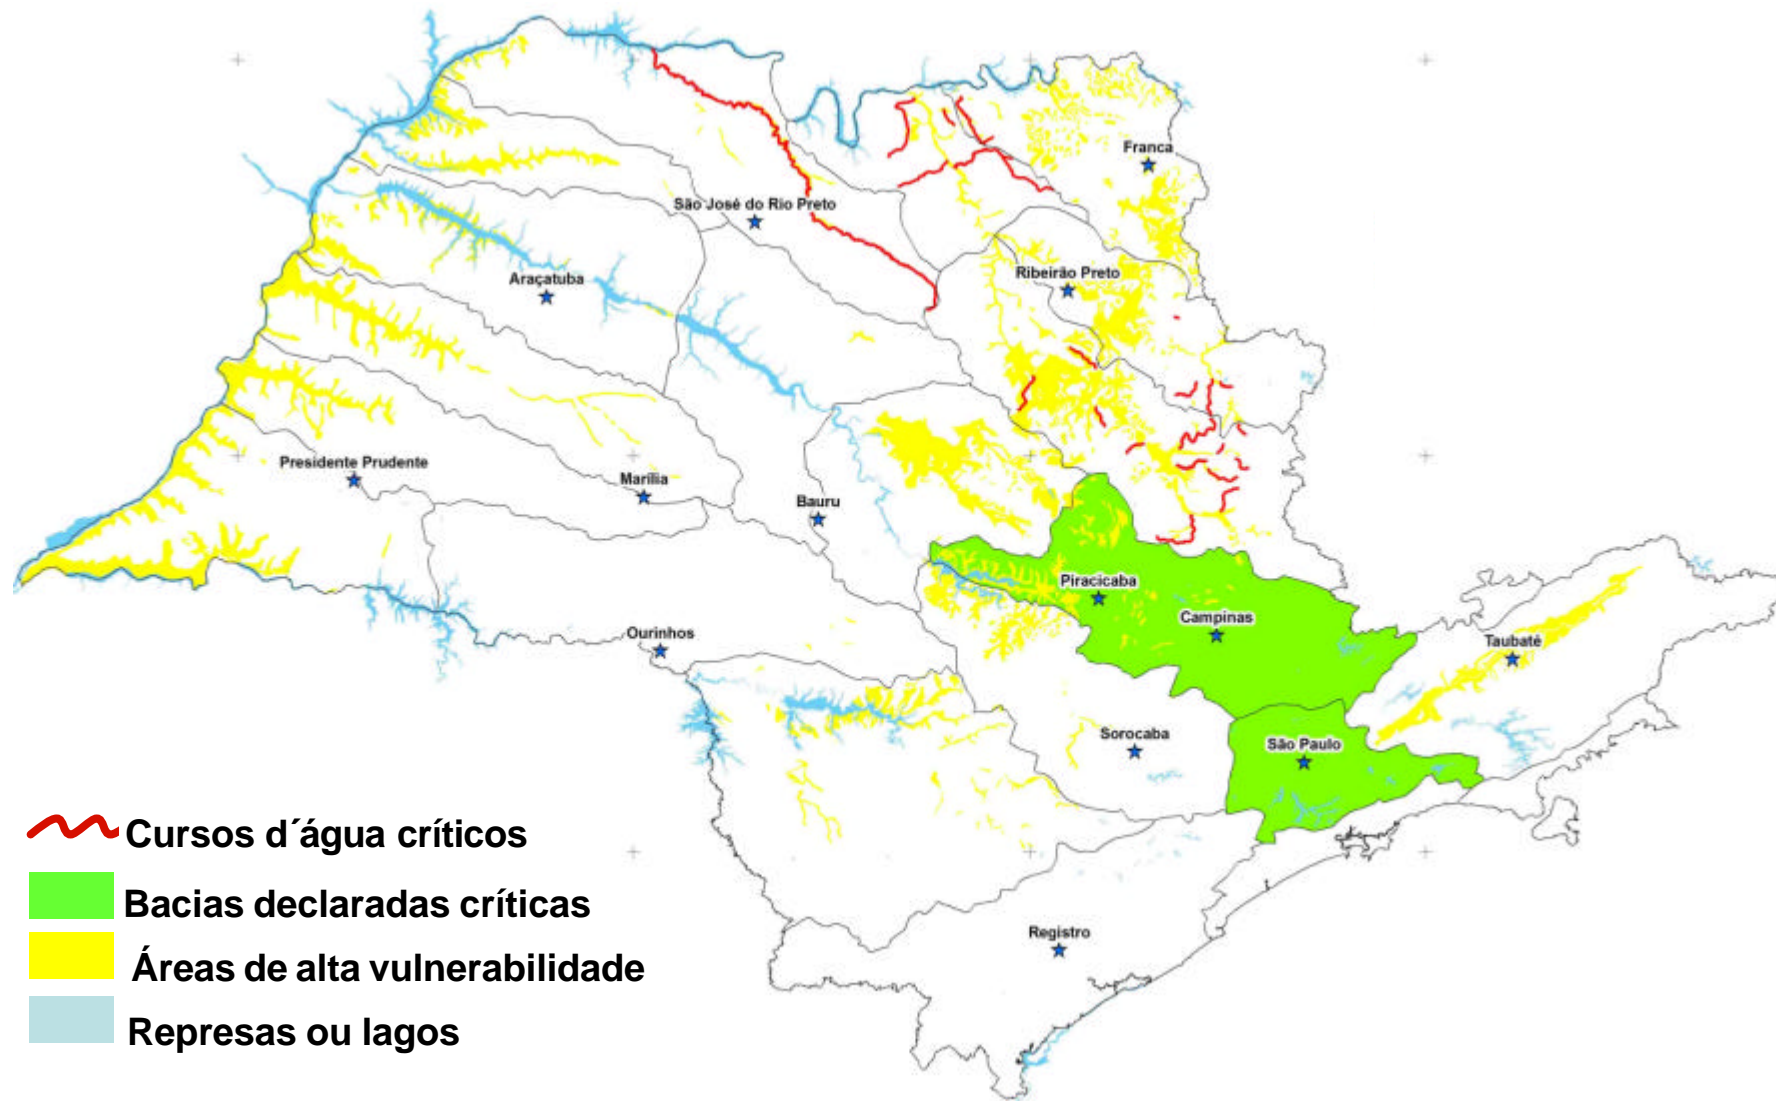 Franca
São José do Rio Preto
Ribeirão Preto
Araçatuba
Presidente Prudente
Marília
Bauru
Piracicaba
Campinas
Ourinhos
Taubaté
Sorocaba
São Paulo
Registro
Cursos d´água críticos
Bacias declaradas críticas
Áreas de alta vulnerabilidade
Represas ou lagos